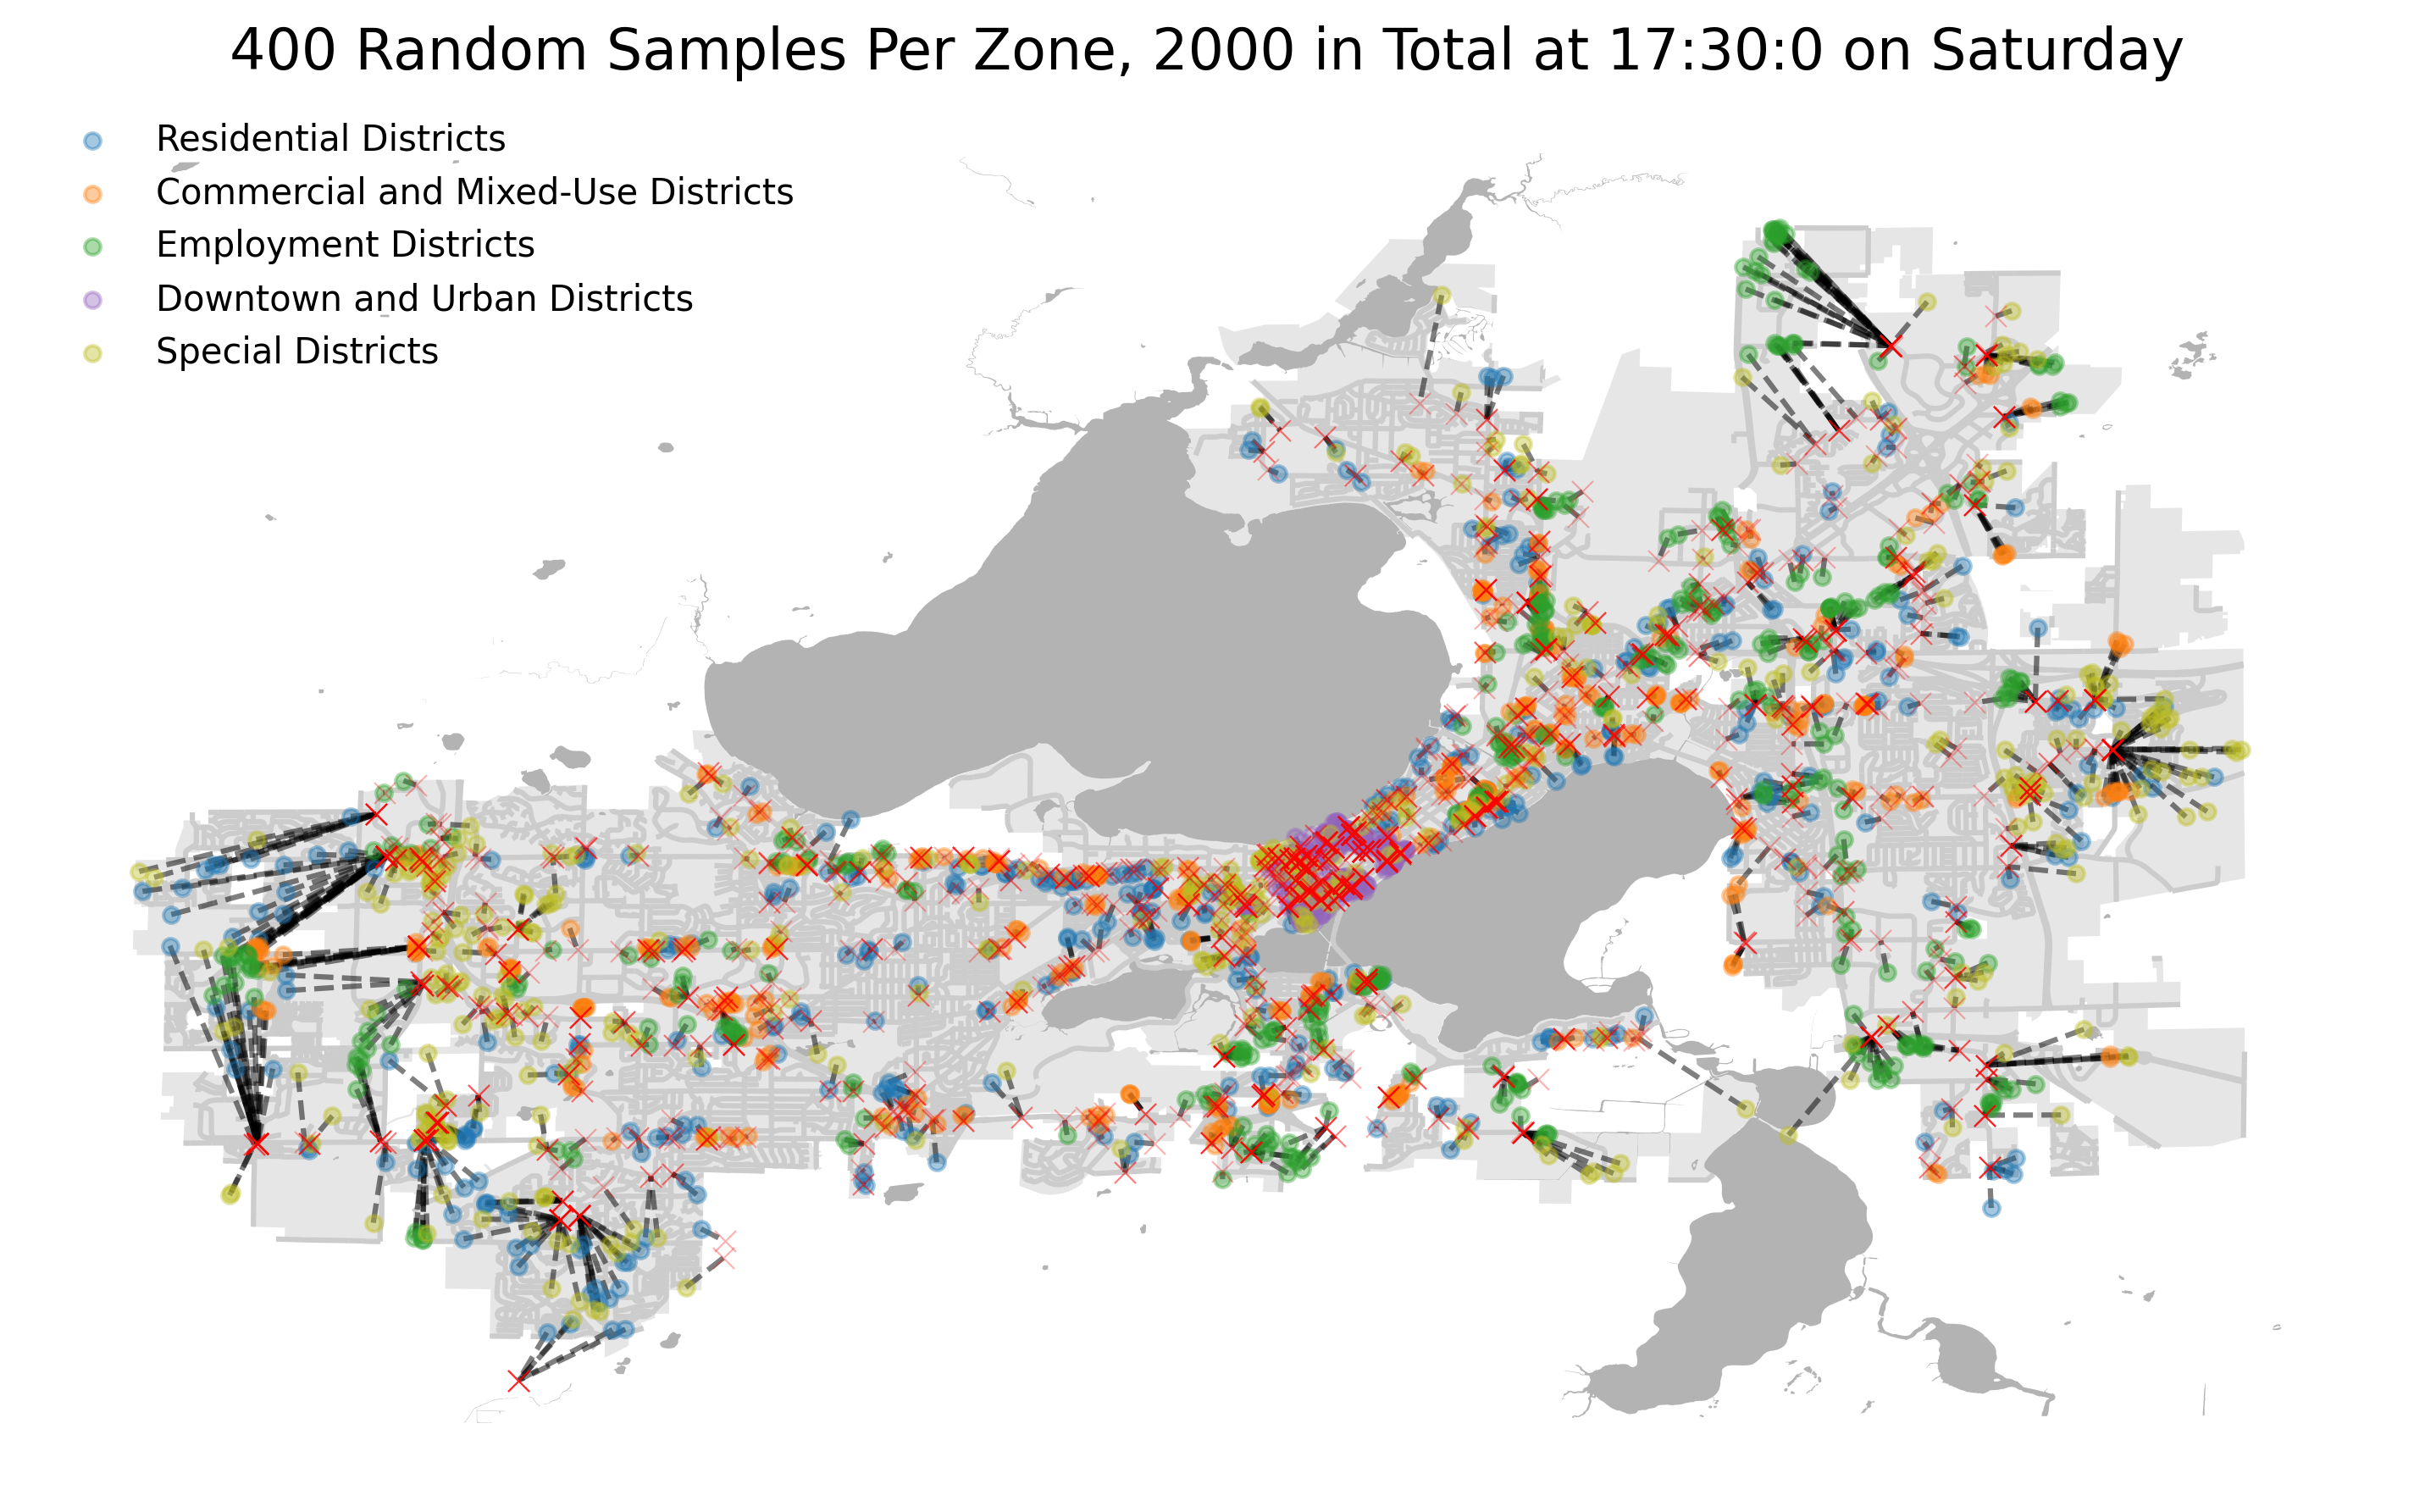 400 Random Samples Per Zone, 2000 in Total at 17:30:0 on Saturday
Residential Districts
Commercial and Mixed-Use Districts
Employment Districts
Downtown and Urban Districts
Special Districts